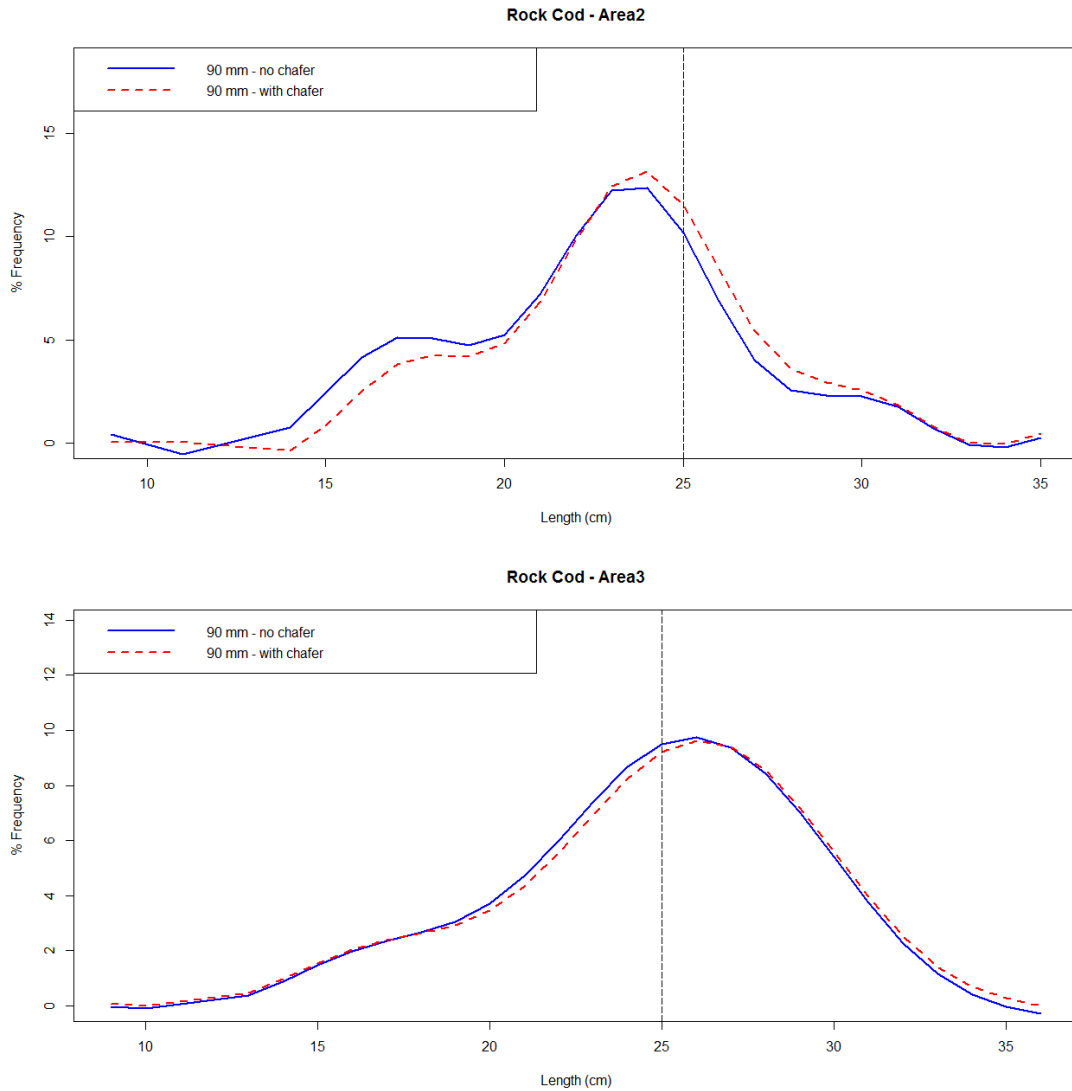 Rock Cod - Area2
90 mm - no chafer
90 mm - with chafer
% Frequency
0
5
10
15
10
15
20
25
30
35
Length (cm)
Rock Cod - Area3
90 mm - no chafer
90 mm - with chafer
% Frequency
0
2
4
6
8
10
12
14
10
15
20
25
30
35
Length (cm)